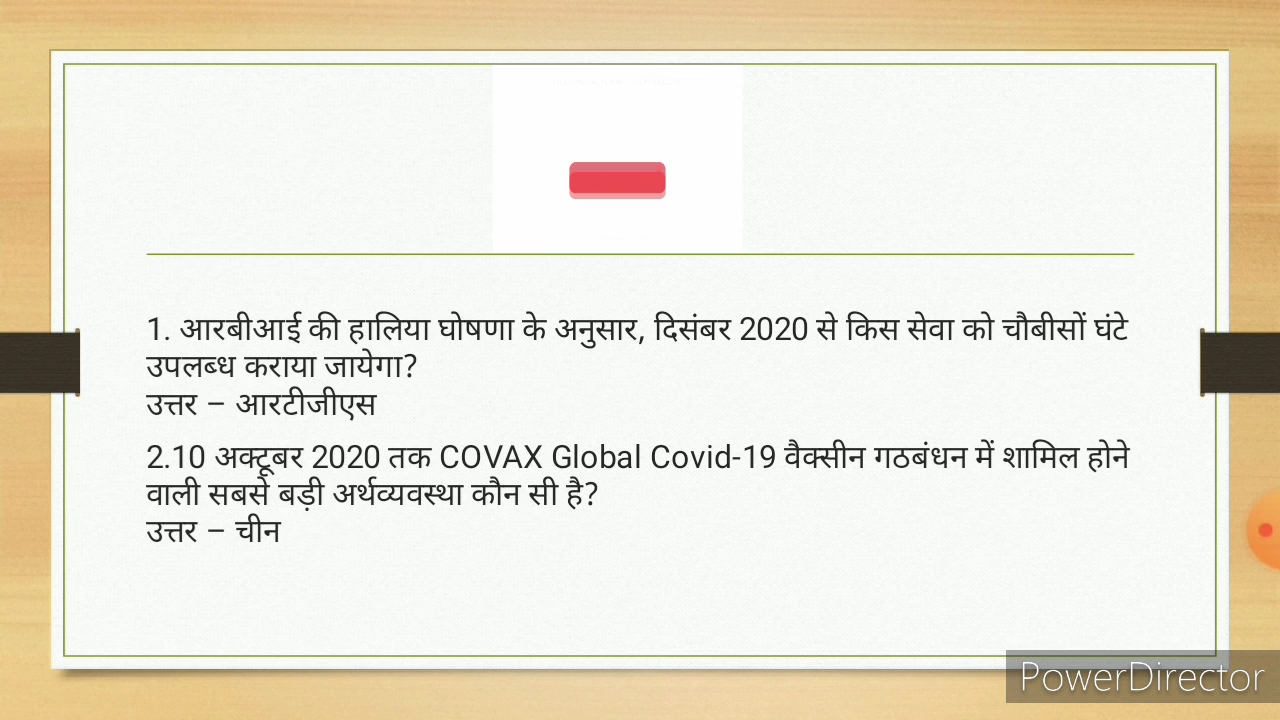 1. आरबीआई की हालिया घोषणा के अनुसार, दिसंबर 2020 से किस सेवा को चौबीसों घंटे
उपलब्ध कराया जायेगा?
उत्तर – आरटीजीएस
2.10 अक्टूबर 2020 तक COVAX Global Covid-19 वैक्सीन गठबंधन में शामिल होने
वाली सबसे बड़ी अर्थव्यवस्था कौन सी है?
उत्तर – चीन
PowerDirector